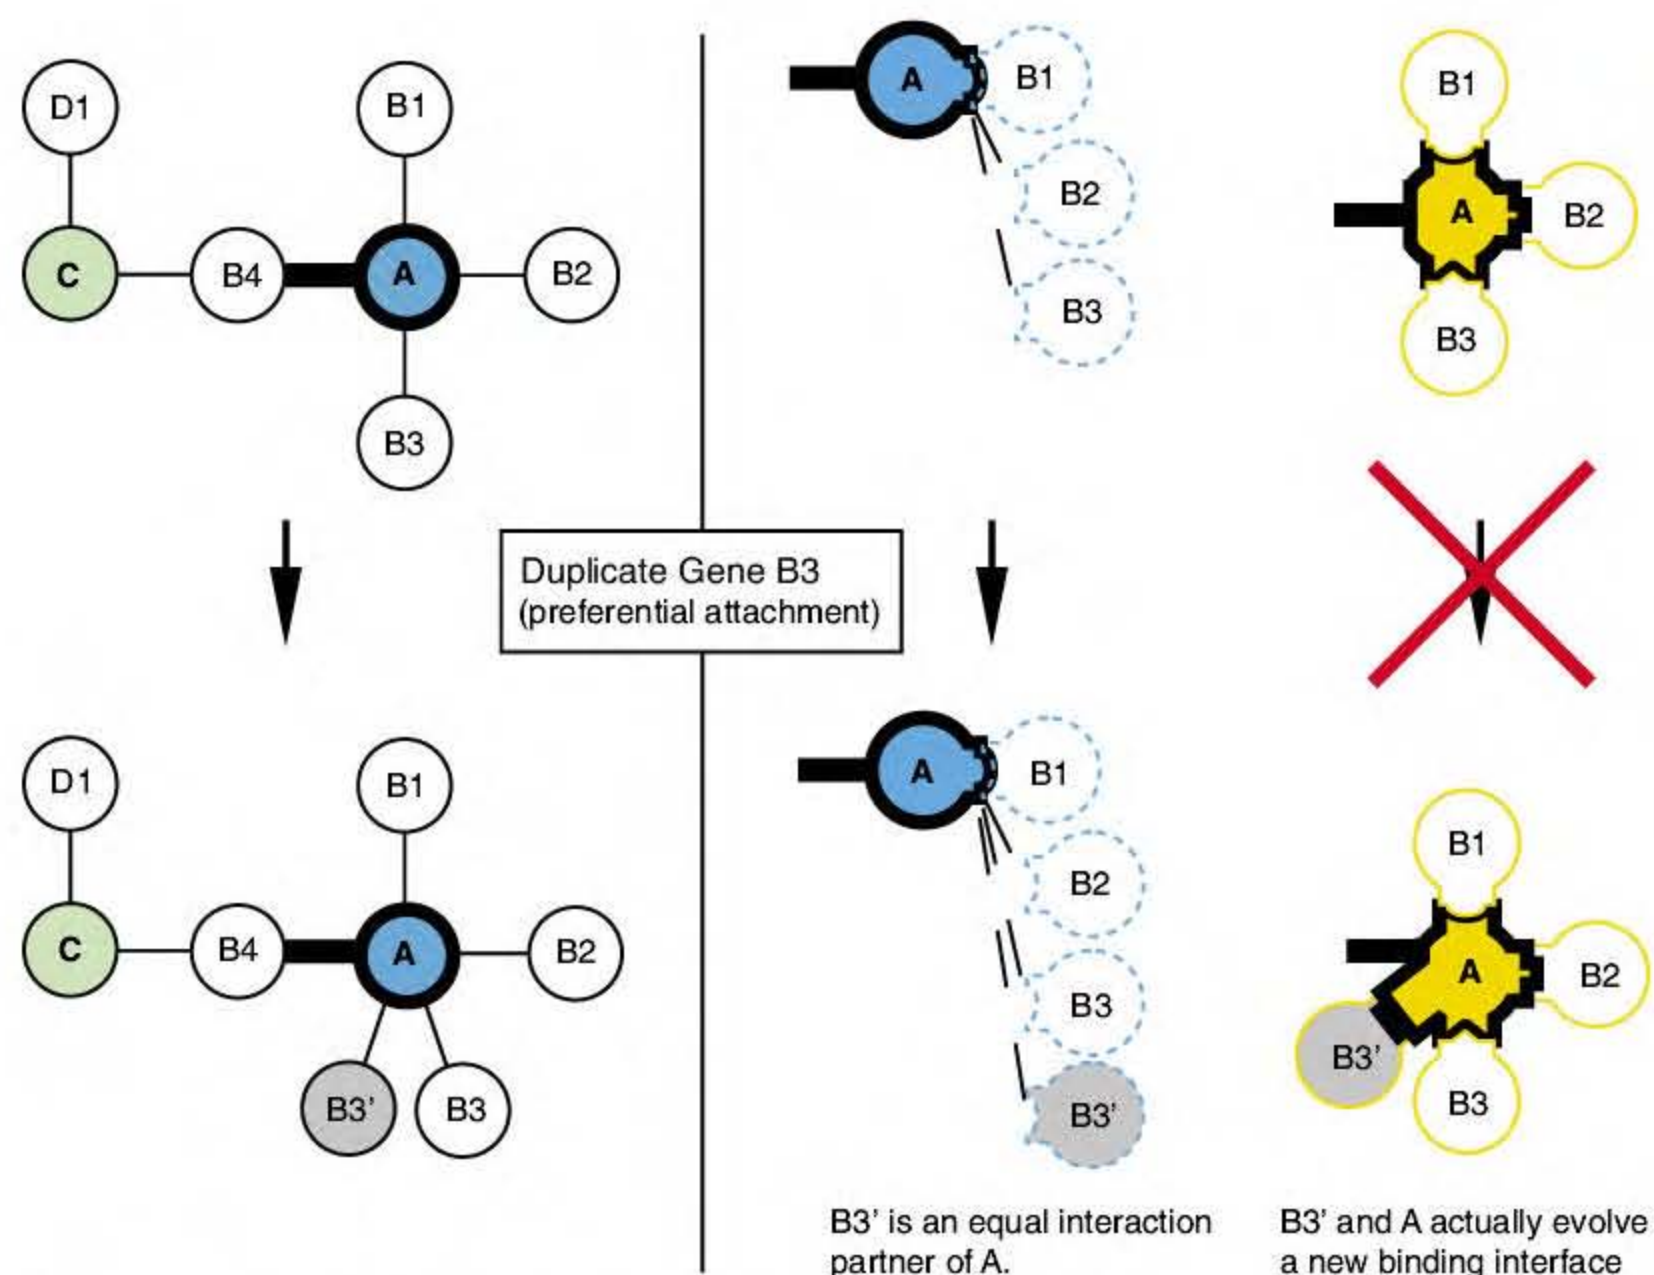 D1
B1
C
B4
A
B2
B3
A
B1
B2
B3
B1
A
B2
B3
Duplicate Gene B3
(preferential attachment)
D1
B1
C
B4
A
B2
B3’
B3
A
B1
B2
B3
B3’
B1
A
B2
B3’
B3
B3’ is an equal interaction
partner of A.
B3’ and A actually evolve
a new binding interface